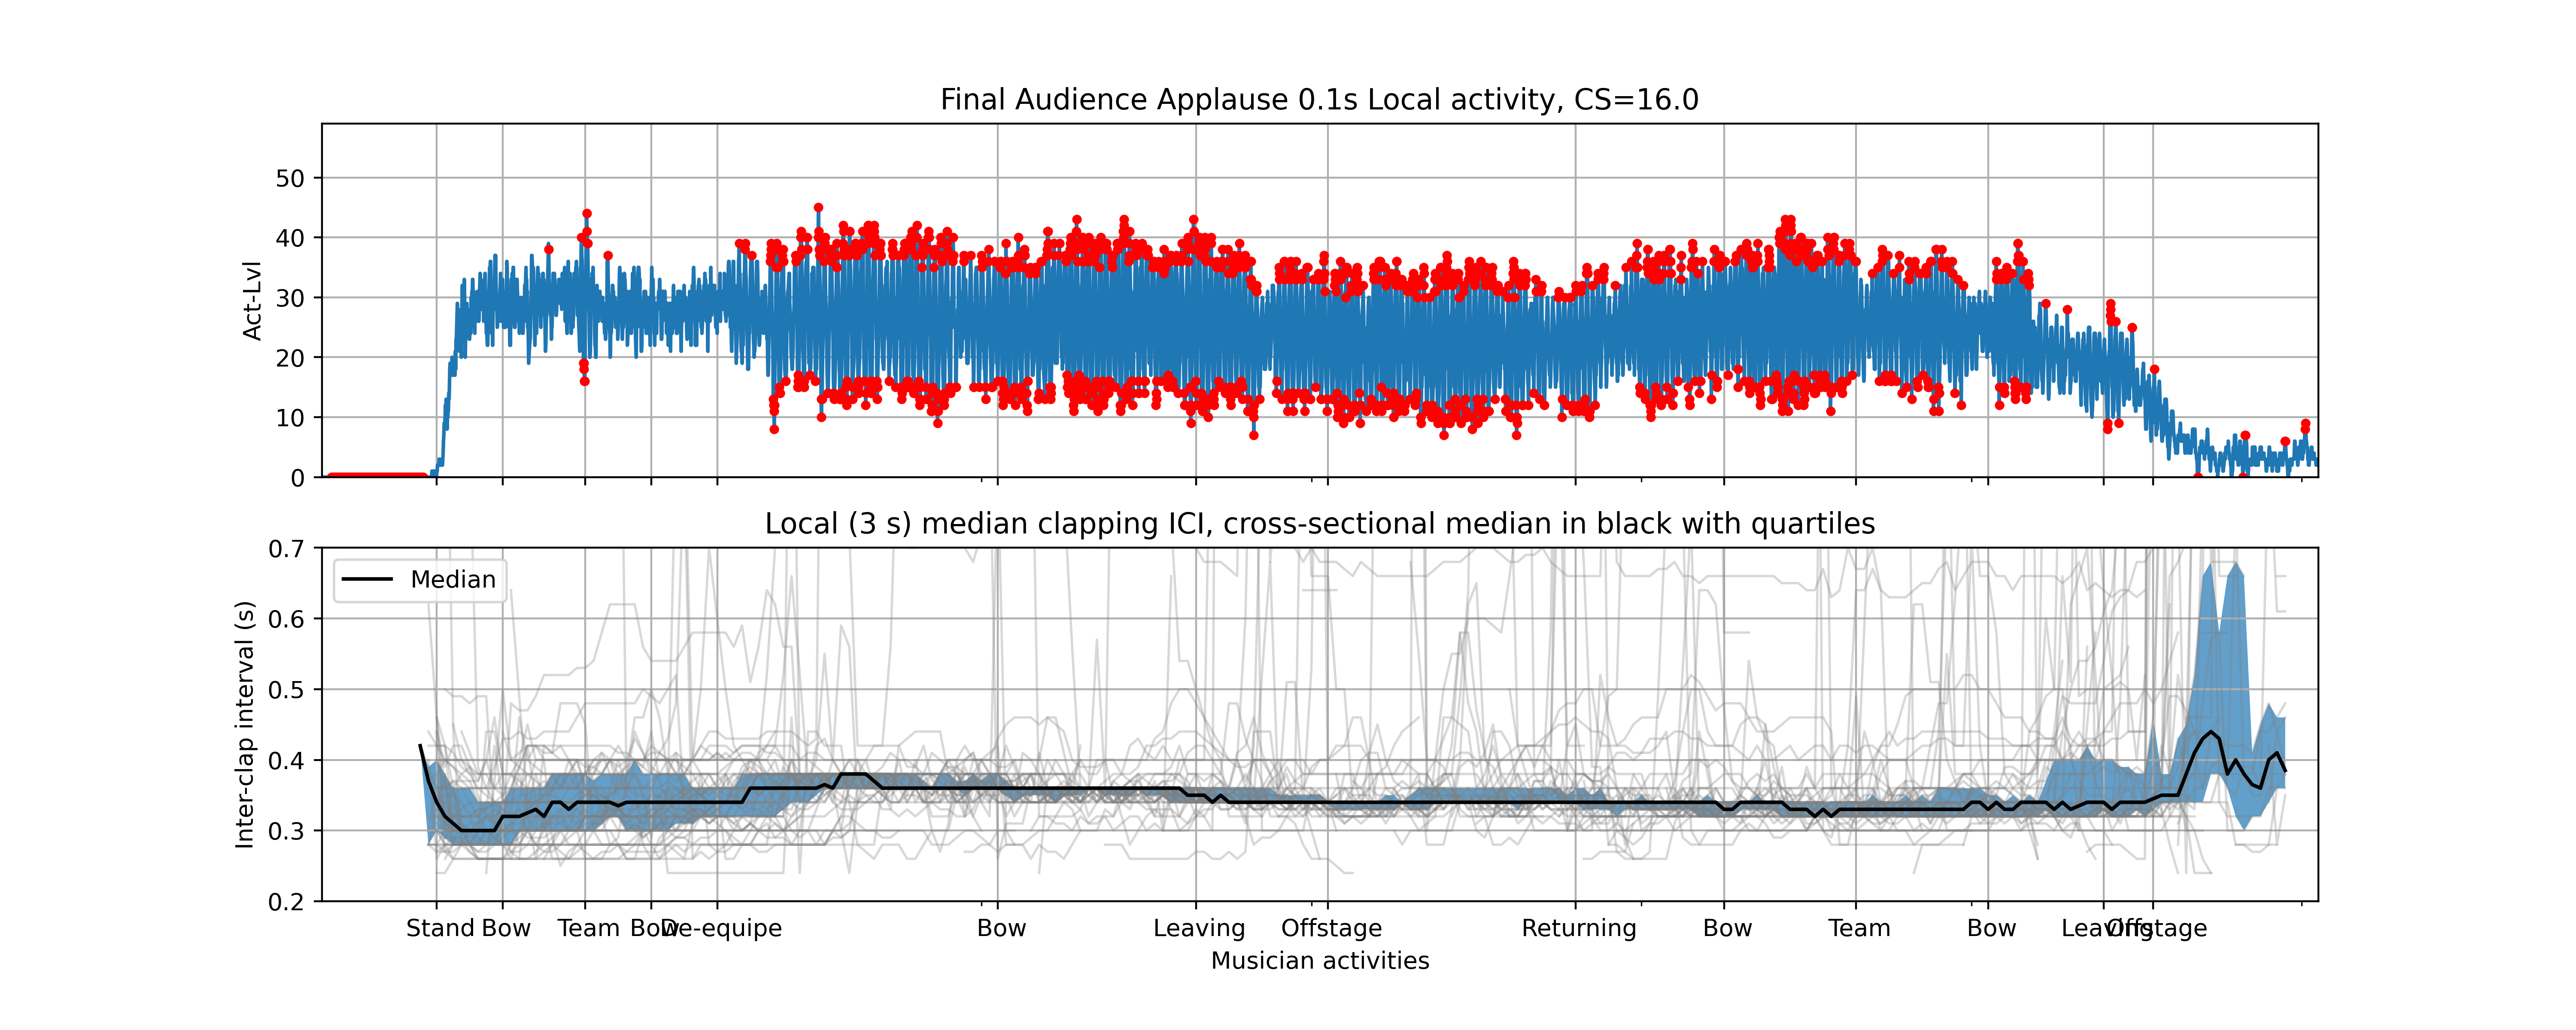 Final Audience Applause 0.1s Local activity, CS=16.0
Act-Lvl
50
40
30
20
10
0
Local (3 s) median clapping ICI, cross-sectional median in black with quartiles
Inter-clap interval (s)
0.7
0.6
0.5
0.4
0.3
0.2
Median
Stand Bow Team Bow De-equipe Bow Leaving Offstage Returning Bow Team Bow Leaving Offstage
Musician activities